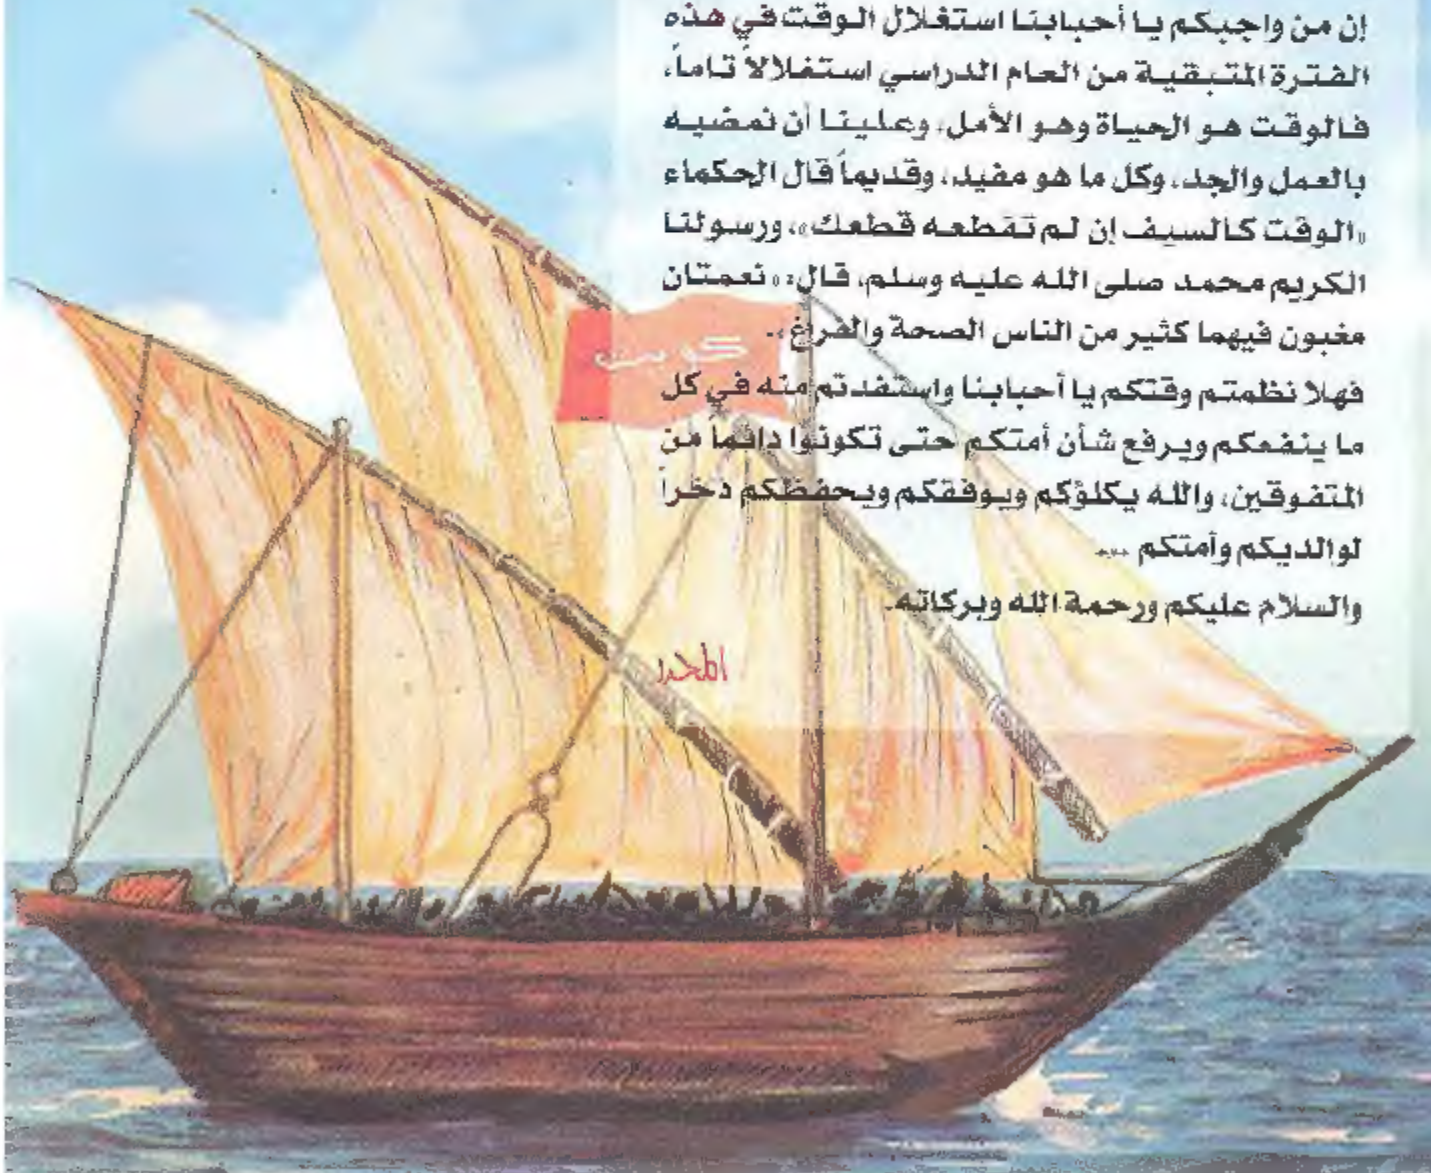 إن من واجبكم يا أحبابنا استغلال الوقت في هذه
الفترة المتبقية من العام الدراسي استغلالاً تاماً،
فالوقت هو الحياة وهو الأمل، وعلينا أن نمضيه
بالعمل والجد، وكل ما هو مفيد، وقديماً قال الحكماء
«الوقت كالسيف إن لم تقطعه قطعك»، ورسولنا
الكريم محمد صلى الله عليه وسلم، قال: «نعمتان
مغبون فيهما كثير من الناس الصحة والفراغ».
كويت
فهلا نظمتم وقتكم يا أحبابنا واستفدتم منه في كل
ما ينفعكم ويرفع شأن أمتكم حتى تكونوا دائماً من
المتفوقين، والله يكلؤكم ويوفقكم ويحفظكم ذخراً
لوالديكم وأمتكم ...
والسلام عليكم ورحمة الله وبركاته.